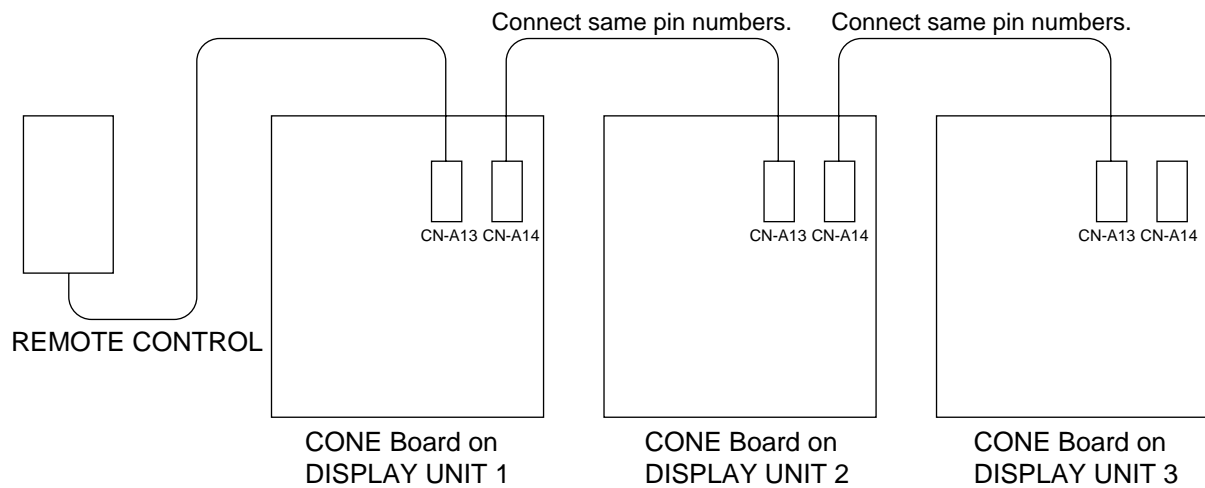 Connect same pin numbers. Connect same pin numbers.
CN-A13 CN-A14 CN-A13 CN-A14 CN-A13 CN-A14
REMOTE CONTROL
CONE Board on
DISPLAY UNIT 1
CONE Board on
DISPLAY UNIT 2
CONE Board on
DISPLAY UNIT 3